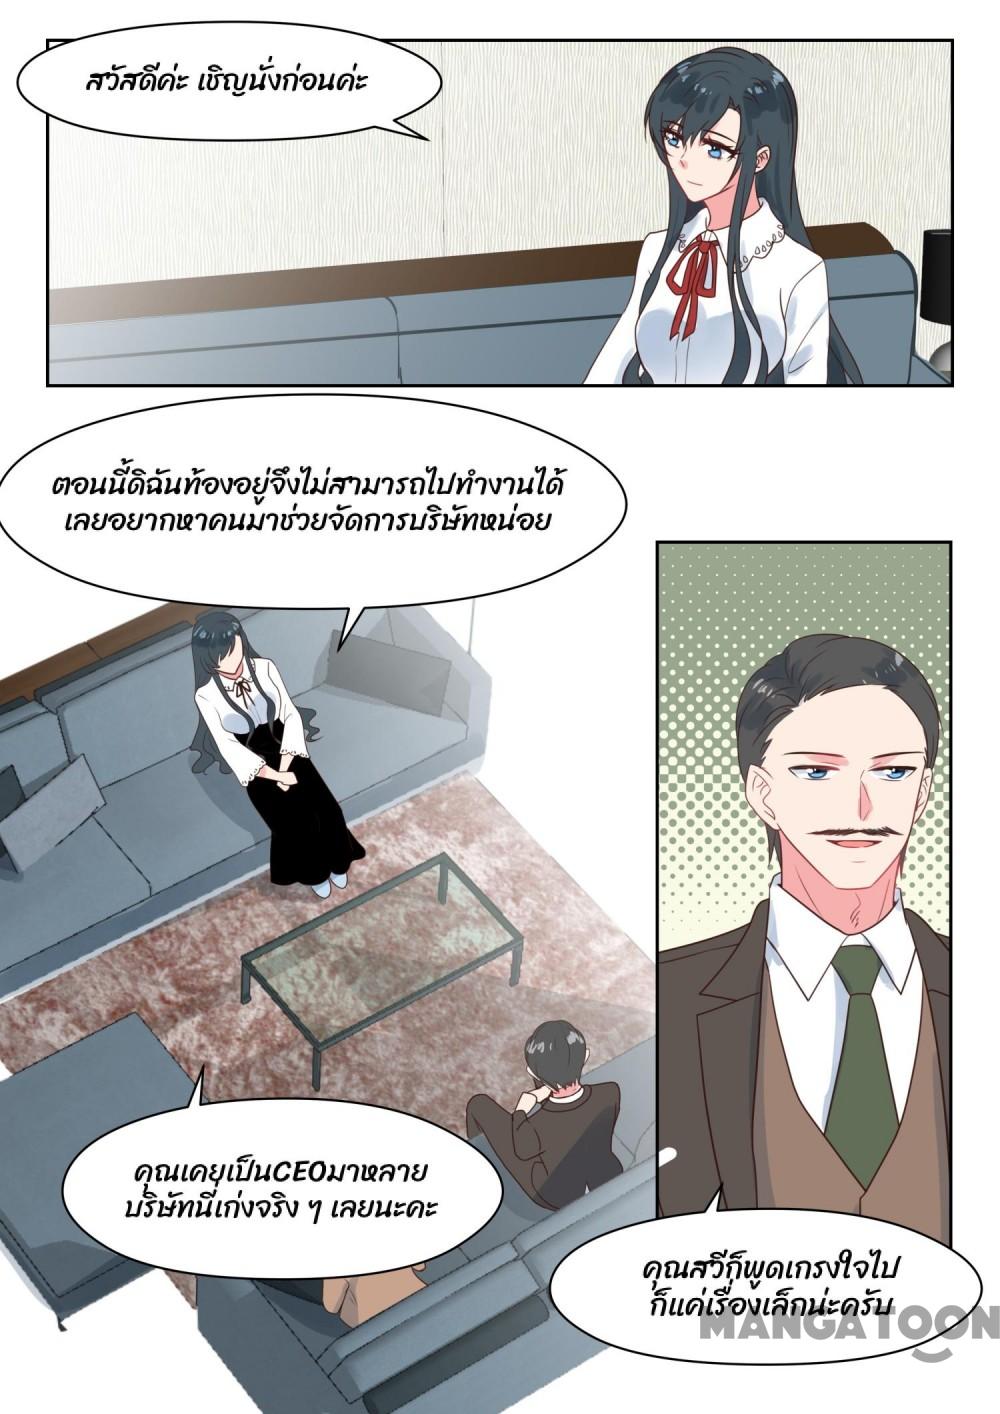 สวัสดีค่ะ เชิญนั่งก่อนค่ะ
ตอนนี้ดิฉันท้องอยู่จึงไม่สามารถไปทำงานได้
เลยอยากหาคนมาช่วยจัดการบริษัทหน่อย
คุณเคยเป็นCEOมาหลาย
บริษัทนี่เก่งจริง ๆ เลยนะคะ
คุณสวีก็พูดเกรงใจไป
ก็แค่เรื่องเล็กน่ะครับ
MANGATOON